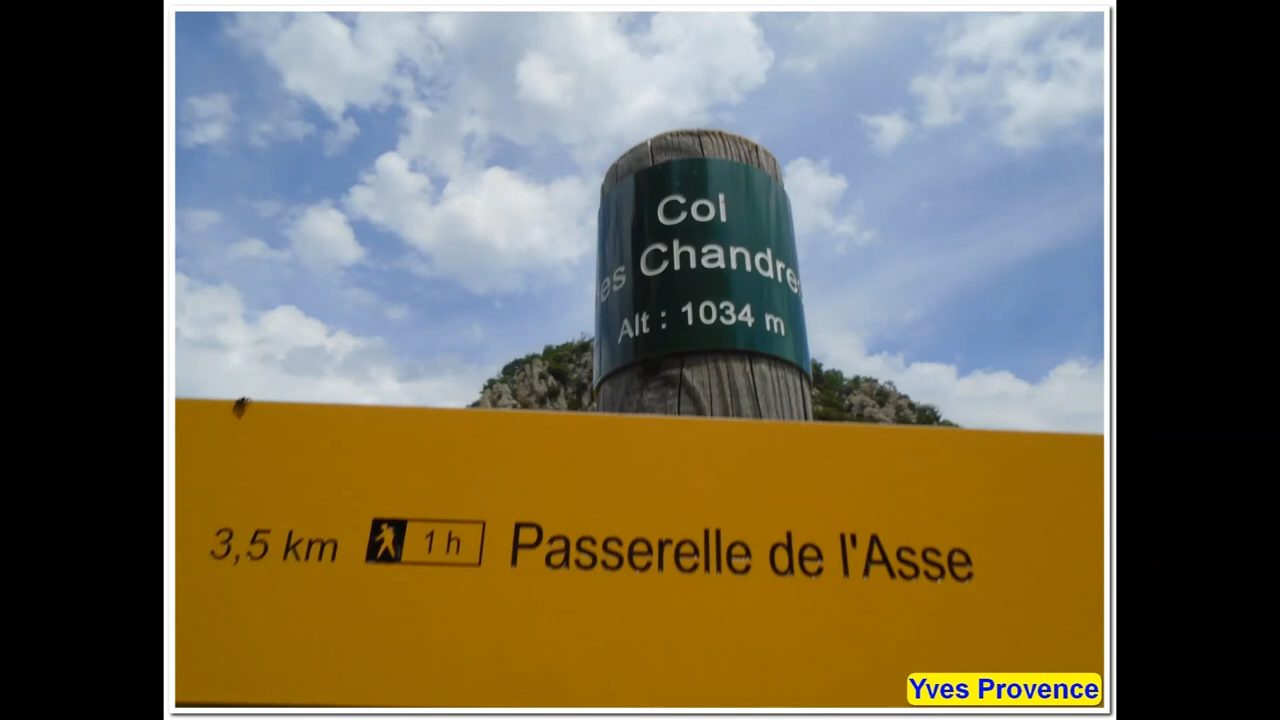 Col
es Chandre
Alt : 1034 m
3,5 km 1 h Passerelle de l'Asse
Yves Provence